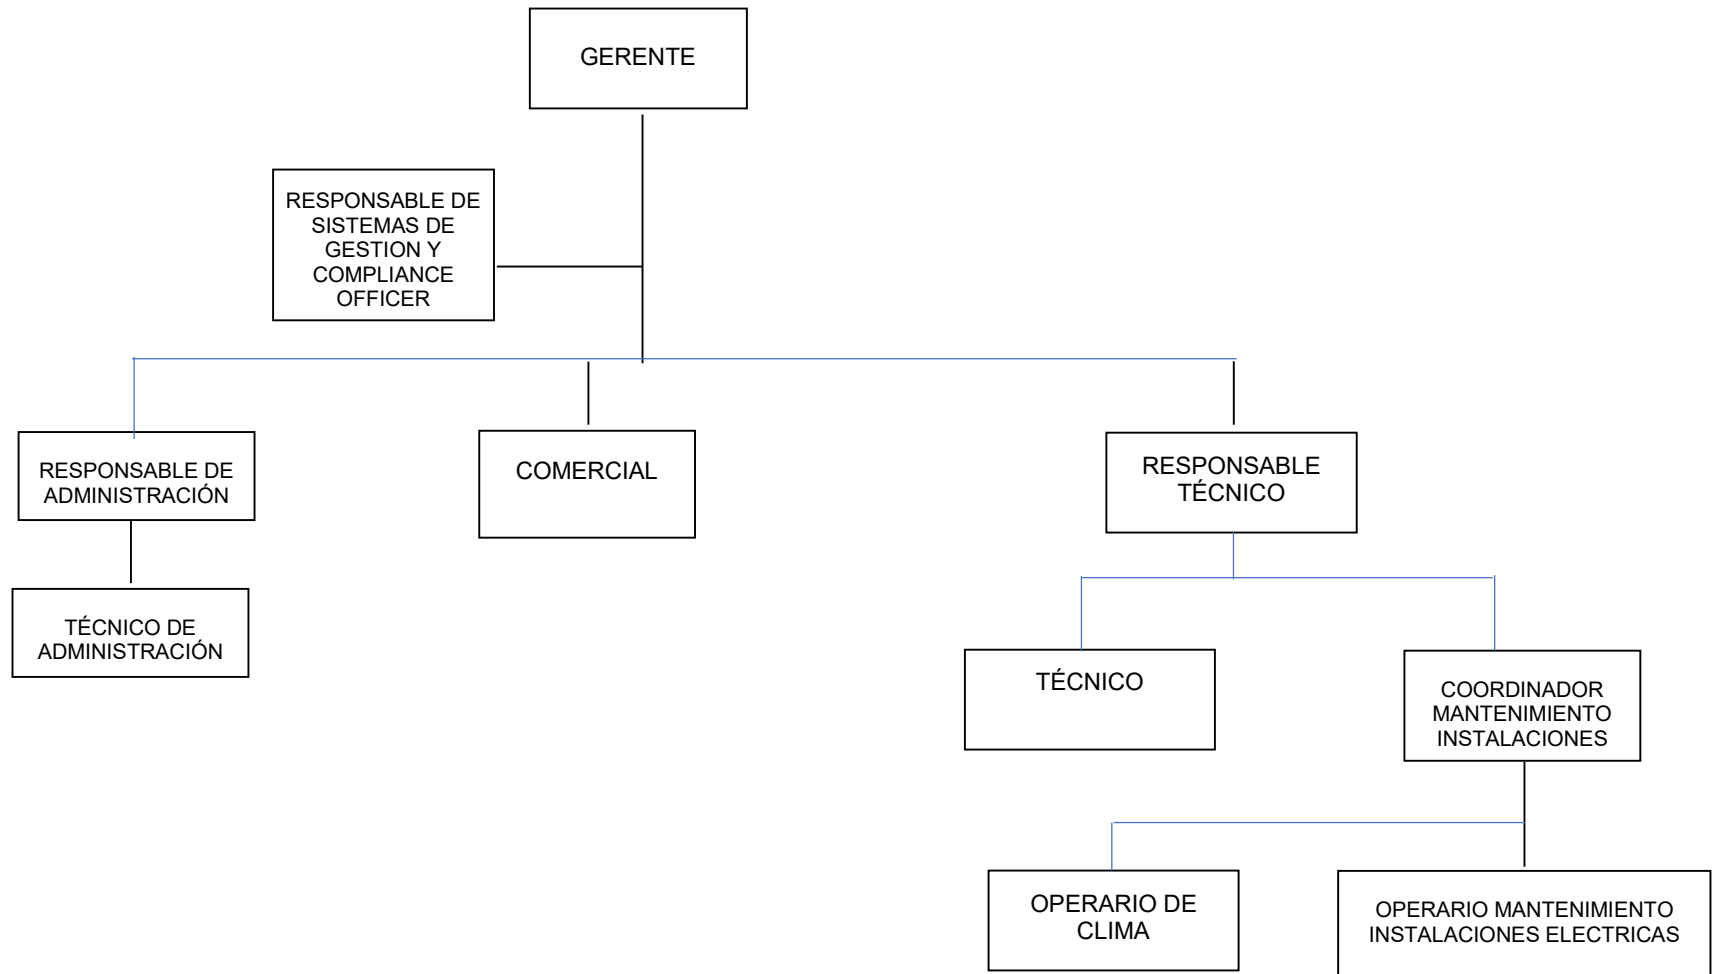 GERENTE
RESPONSABLE DE
SISTEMAS DE
GESTION Y
COMPLIANCE
OFFICER
RESPONSABLE DE
ADMINISTRACIÓN
COMERCIAL
RESPONSABLE
TÉCNICO
TÉCNICO DE
ADMINISTRACIÓN
TÉCNICO
COORDINADOR
MANTENIMIENTO
INSTALACIONES
OPERARIO DE
CLIMA
OPERARIO MANTENIMIENTO
INSTALACIONES ELECTRICAS